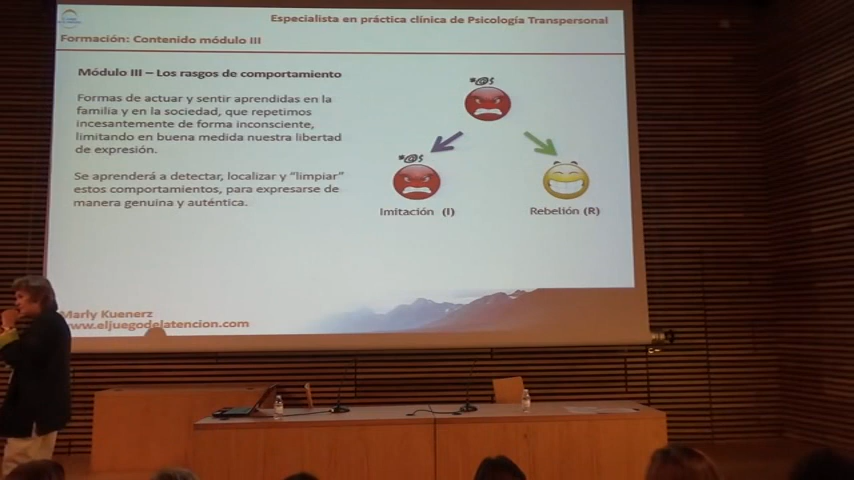 Especialista en práctica clínica de Psicología Transpersonal
Formación: Contenido módulo III
Módulo III – Los rasgos de comportamiento
Formas de actuar y sentir aprendidas en la
familia y en la sociedad, que repetimos
incesantemente de forma inconsciente,
limitando en buena medida nuestra libertad
de expresión.
Se aprenderá a detectar, localizar y “limpiar”
estos comportamientos, para expresarse de
manera genuina y auténtica.
*@$
*@$
Imitación (I)
Rebelión (R)
Marly Kuenerz
www.eljuegodelatencion.com